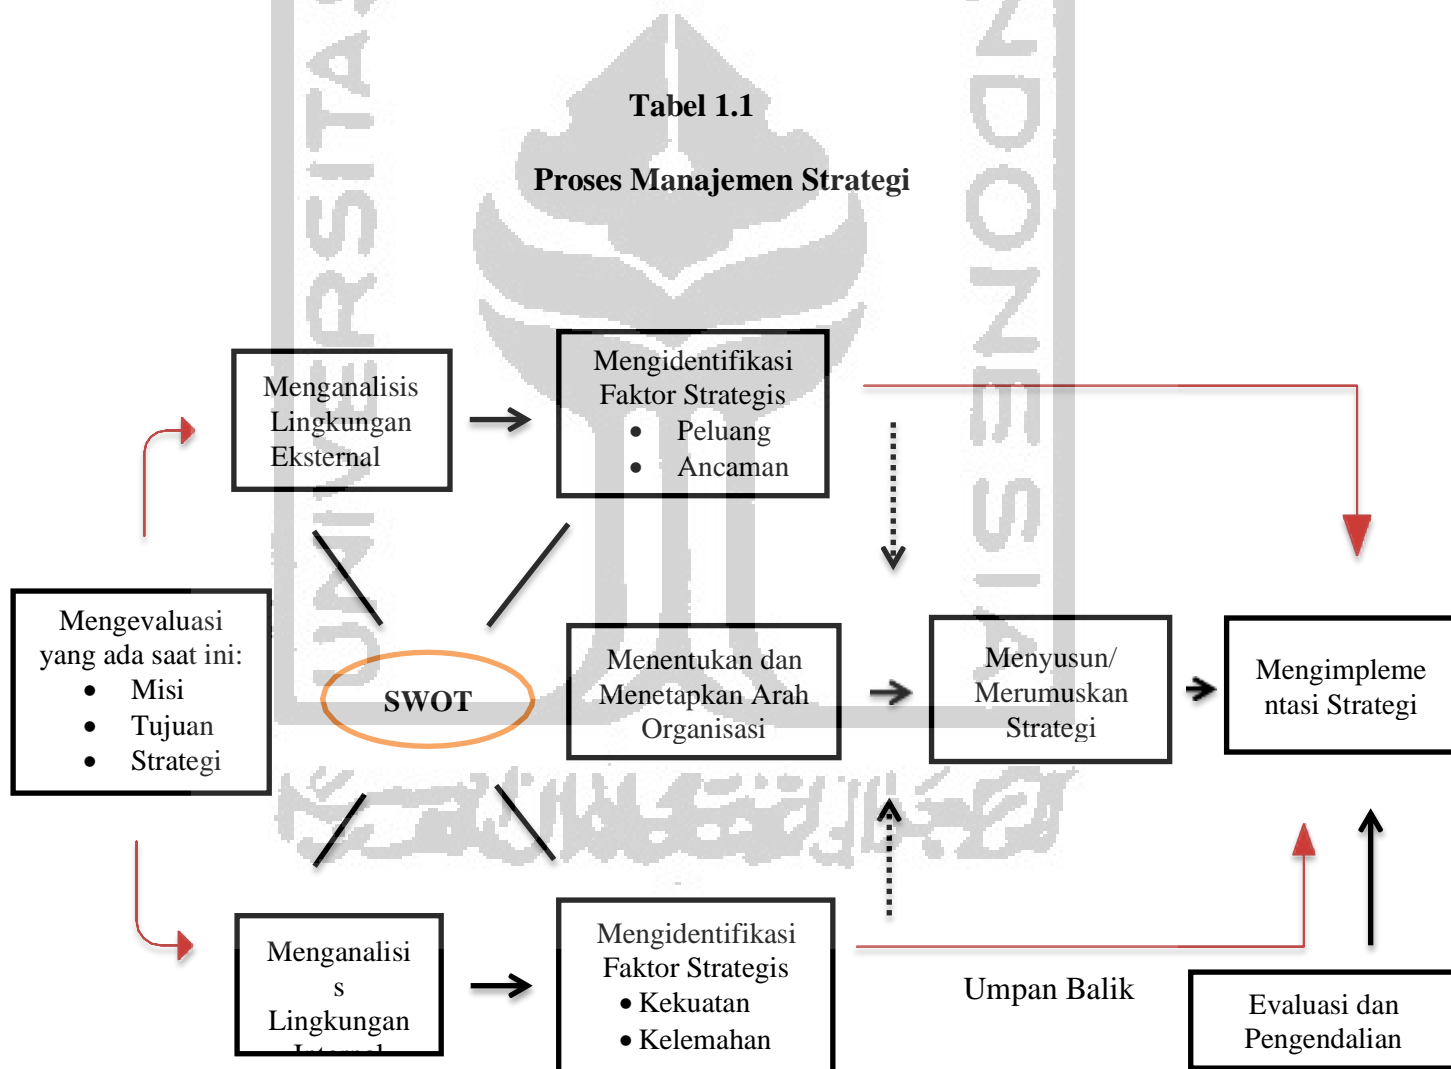 Tabel 1.1
Proses Manajemen Strategi
Menganalisis
Lingkungan
Eksternal
Mengidentifikasi
Faktor Strategis
• Peluang
• Ancaman
Mengevaluasi
yang ada saat ini:
• Misi
• Tujuan
• Strategi
SWOT
Menentukan dan
Menetapkan Arah
Organisasi
Menyusun/
Merumuskan
Strategi
Mengimpleme
ntasi Strategi
Menganalisi
s
Lingkungan
Mengidentifikasi
Faktor Strategis
• Kekuatan
• Kelemahan
Umpan Balik
Evaluasi dan
Pengendalian
UNIVERSITAS
INDONESIA